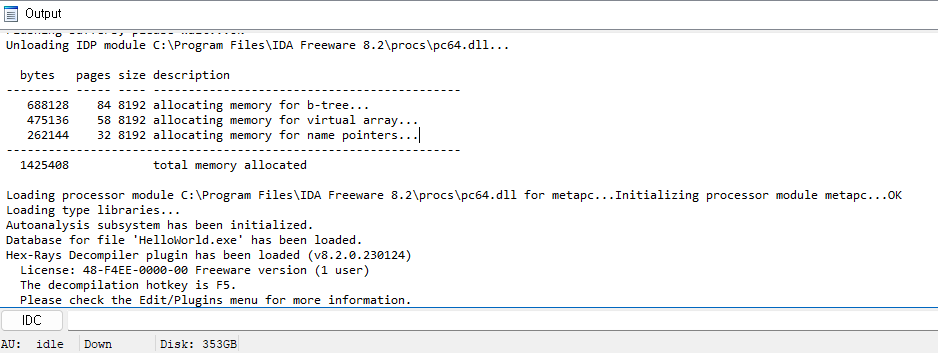 Output
Unloading IDP module C:\Program Files\IDA Freeware 8.2\procs\pc64.dll...
bytes pages size description
--------- ----- ---- --------------------------------------------
688128 84 8192 allocating memory for b-tree...
475136 58 8192 allocating memory for virtual array...
262144 32 8192 allocating memory for name pointers...
-----------------------------------------------------------------
1425408 total memory allocated
Loading processor module C:\Program Files\IDA Freeware 8.2\procs\pc64.dll for metapc...Initializing processor module metapc...OK
Loading type libraries...
Autoanalysis subsystem has been initialized.
Database for file 'HelloWorld.exe' has been loaded.
Hex-Rays Decompiler plugin has been loaded (v8.2.0.230124)
License: 48-F4EE-0000-00 Freeware version (1 user)
The decompilation hotkey is F5.
Please check the Edit/Plugins menu for more information.
IDC
AU: idle Down Disk: 353GB